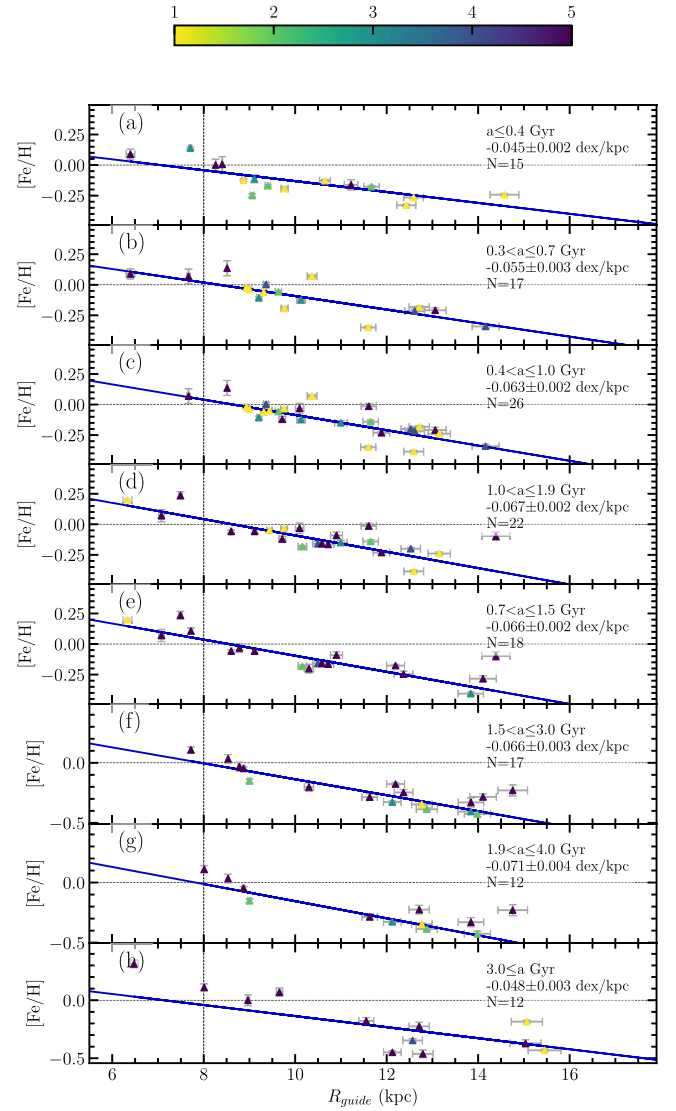 1 2 3 4 5
(a)
a≤0.4 Gyr
-0.045±0.002 dex/kpc
N=15
[Fe/H]
0.25
0.00
−0.25
(b)
0.3<a≤0.7 Gyr
-0.055±0.003 dex/kpc
N=17
[Fe/H]
0.25
0.00
−0.25
(c)
0.4<a≤1.0 Gyr
-0.063±0.002 dex/kpc
N=26
[Fe/H]
0.25
0.00
−0.25
(d)
1.0<a≤1.9 Gyr
-0.067±0.002 dex/kpc
N=22
[Fe/H]
0.25
0.00
−0.25
(e)
0.7<a≤1.5 Gyr
-0.066±0.002 dex/kpc
N=18
[Fe/H]
0.25
0.00
−0.25
(f)
1.5<a≤3.0 Gyr
-0.066±0.003 dex/kpc
N=17
[Fe/H]
0.0
−0.5
(g)
1.9<a≤4.0 Gyr
-0.071±0.004 dex/kpc
N=12
[Fe/H]
0.0
−0.5
(h)
3.0≤a Gyr
-0.048±0.003 dex/kpc
N=12
[Fe/H]
0.0
−0.5
6 8 10 12 14 16
R_guide (kpc)